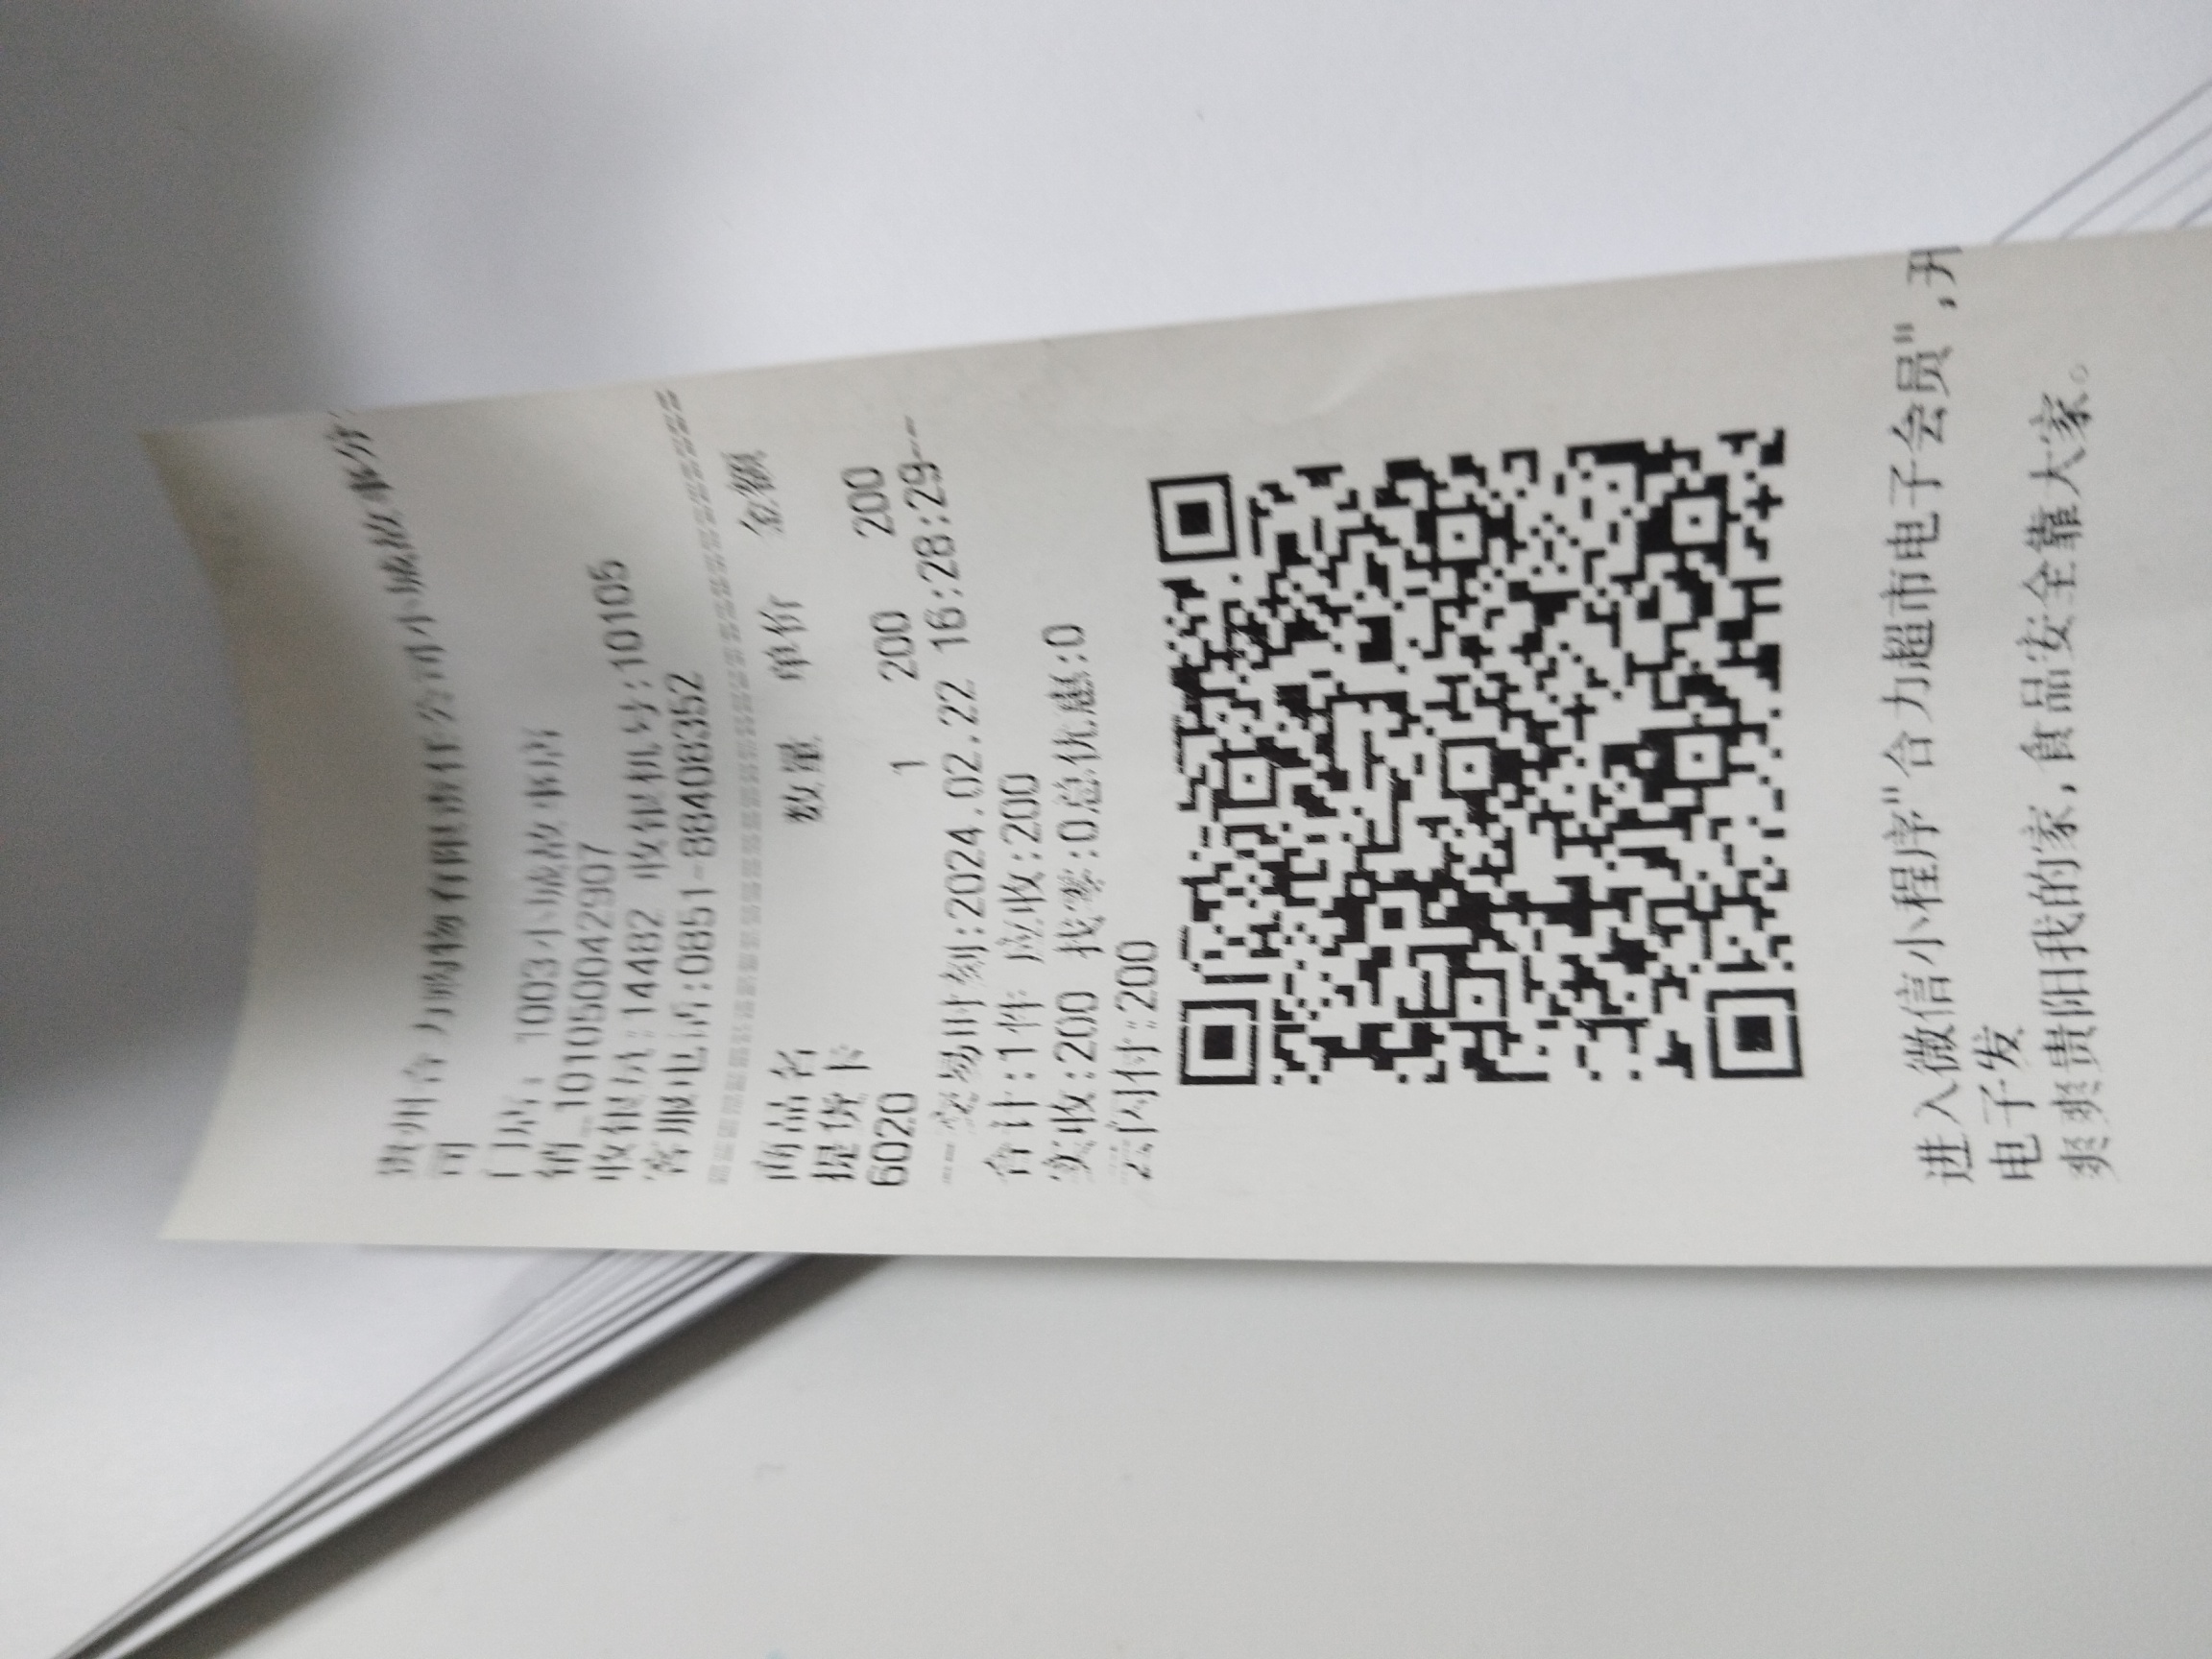 贵州合力购物有限责任公司小城故事分
司
门店: 1003小城故事店
销_101050042907
收银员:14482 收银机号:10105
客服电话:0851-88408352
商品名 数量 单价 金额
提货卡
6020 1 200 200
---交易时刻:2024.02.22 16:28:29---
合计:1件 应收:200
实收:200 找零:0总优惠:0
云闪付:200
进入微信小程序"合力超市电子会员",开
电子发
爽爽贵阳我的家,食品安全靠大家。